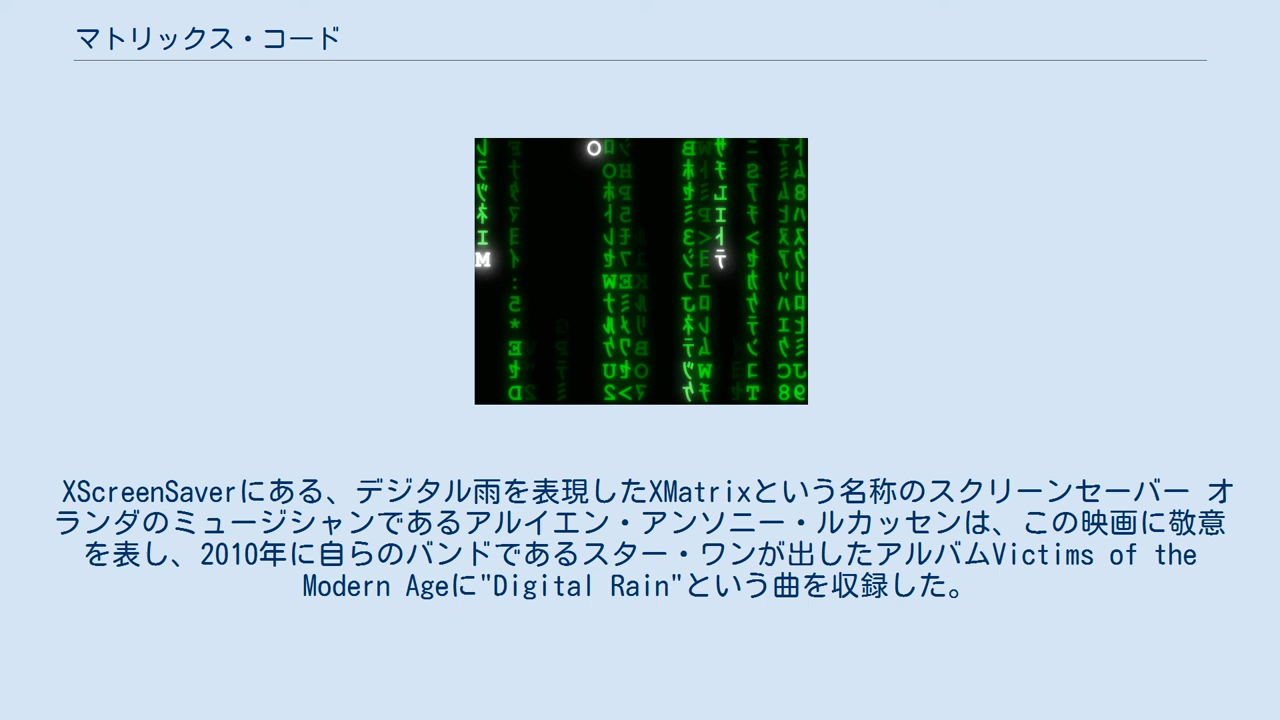 マトリックス・コード
XScreenSaverにある、デジタル雨を表現したXMatrixという名称のスクリーンセーバー オ
ランダのミュージシャンであるアルイエン・アンソニー・ルカッセンは、この映画に敬意
を表し、2010年に自らのバンドであるスター・ワンが出したアルバムVictims of the
Modern Ageに"Digital Rain"という曲を収録した。